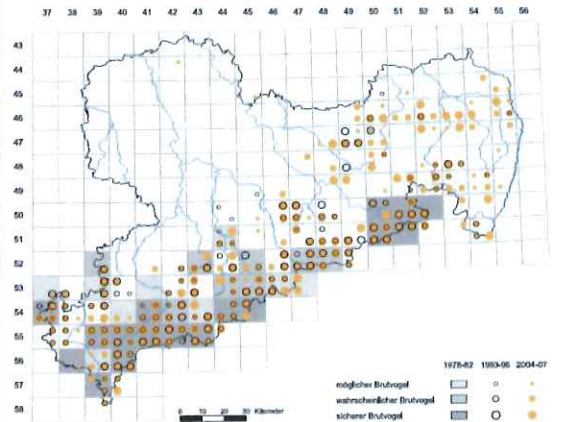 37 38 39 40 41 42 43 44 45 46 47 48 49 50 51 52 53 54 55 56
43
44
45
46
47
48
49
50
51
52
53
54
55
56
57
58
1978-82 1993-96 2004-07
möglicher Brutvogel
wahrscheinlicher Brutvogel
sicherer Brutvogel
0 10 20 30 Kilometer